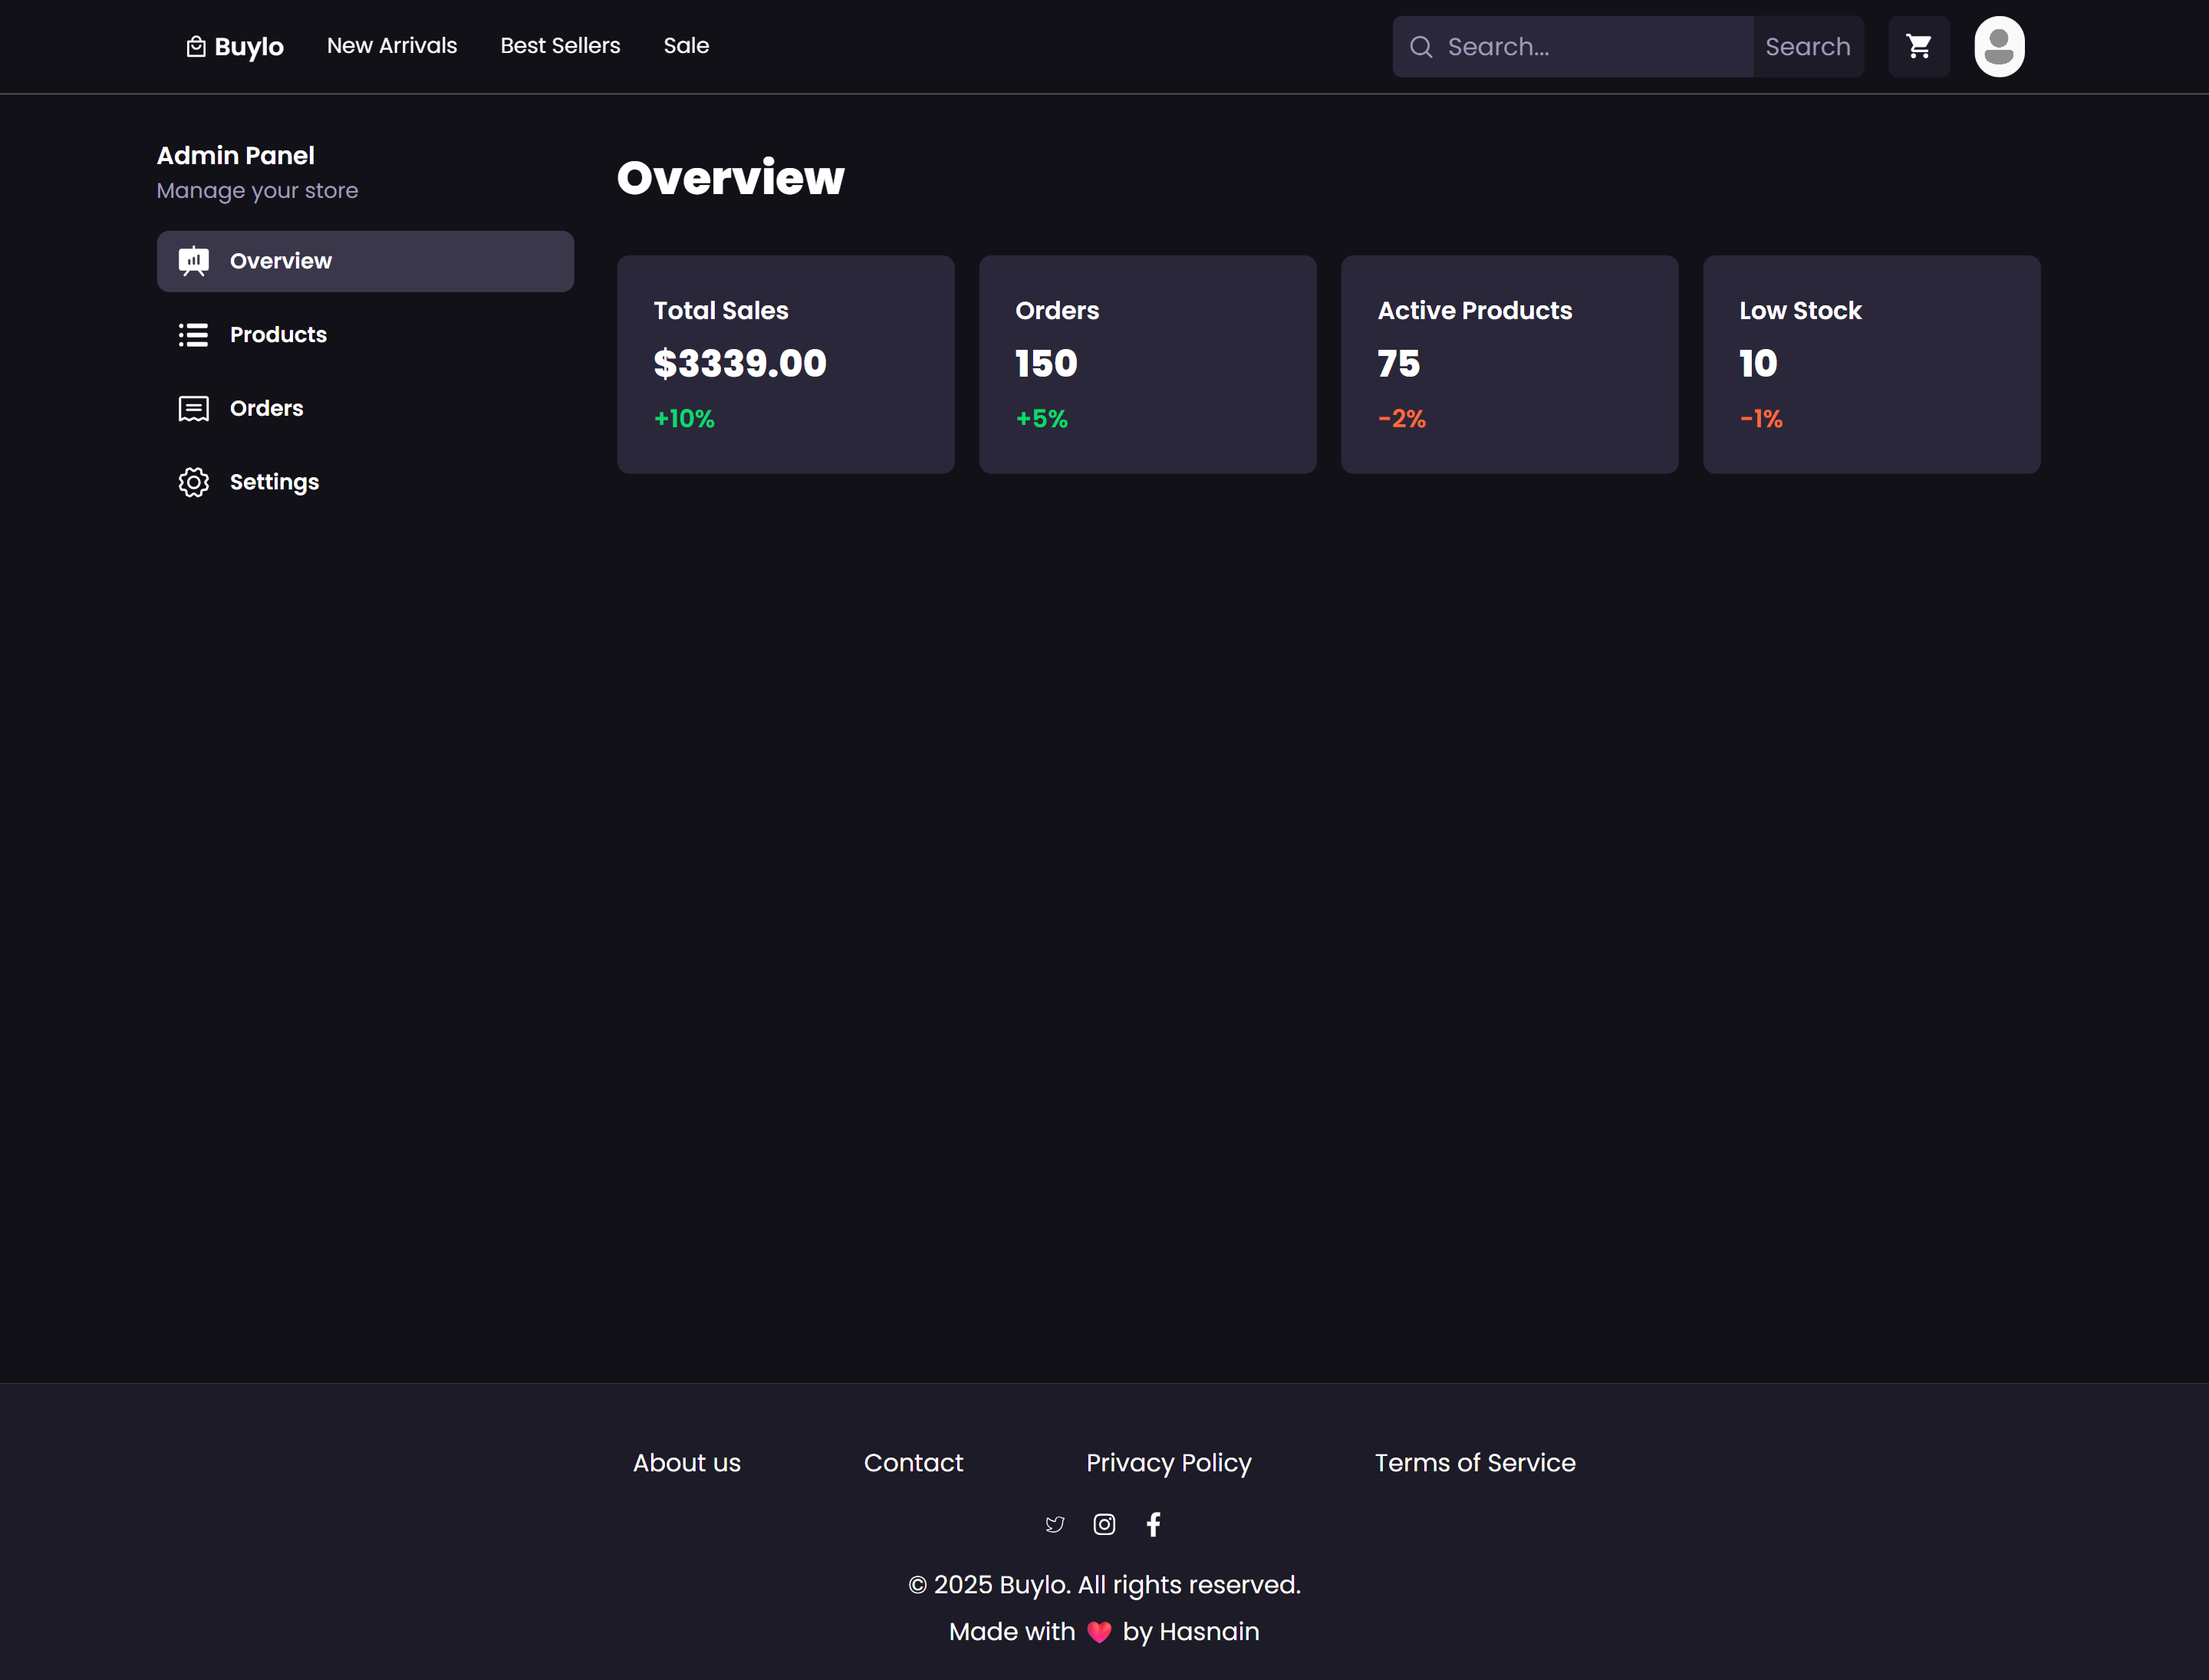 Buylo New Arrivals Best Sellers Sale Search... Search
Admin Panel
Manage your store
Overview
Products
Orders
Settings
Overview
Total Sales
$3339.00
+10%
Orders
150
+5%
Active Products
75
-2%
Low Stock
10
-1%
About us Contact Privacy Policy Terms of Service
© 2025 Buylo. All rights reserved.
Made with ❤️ by Hasnain